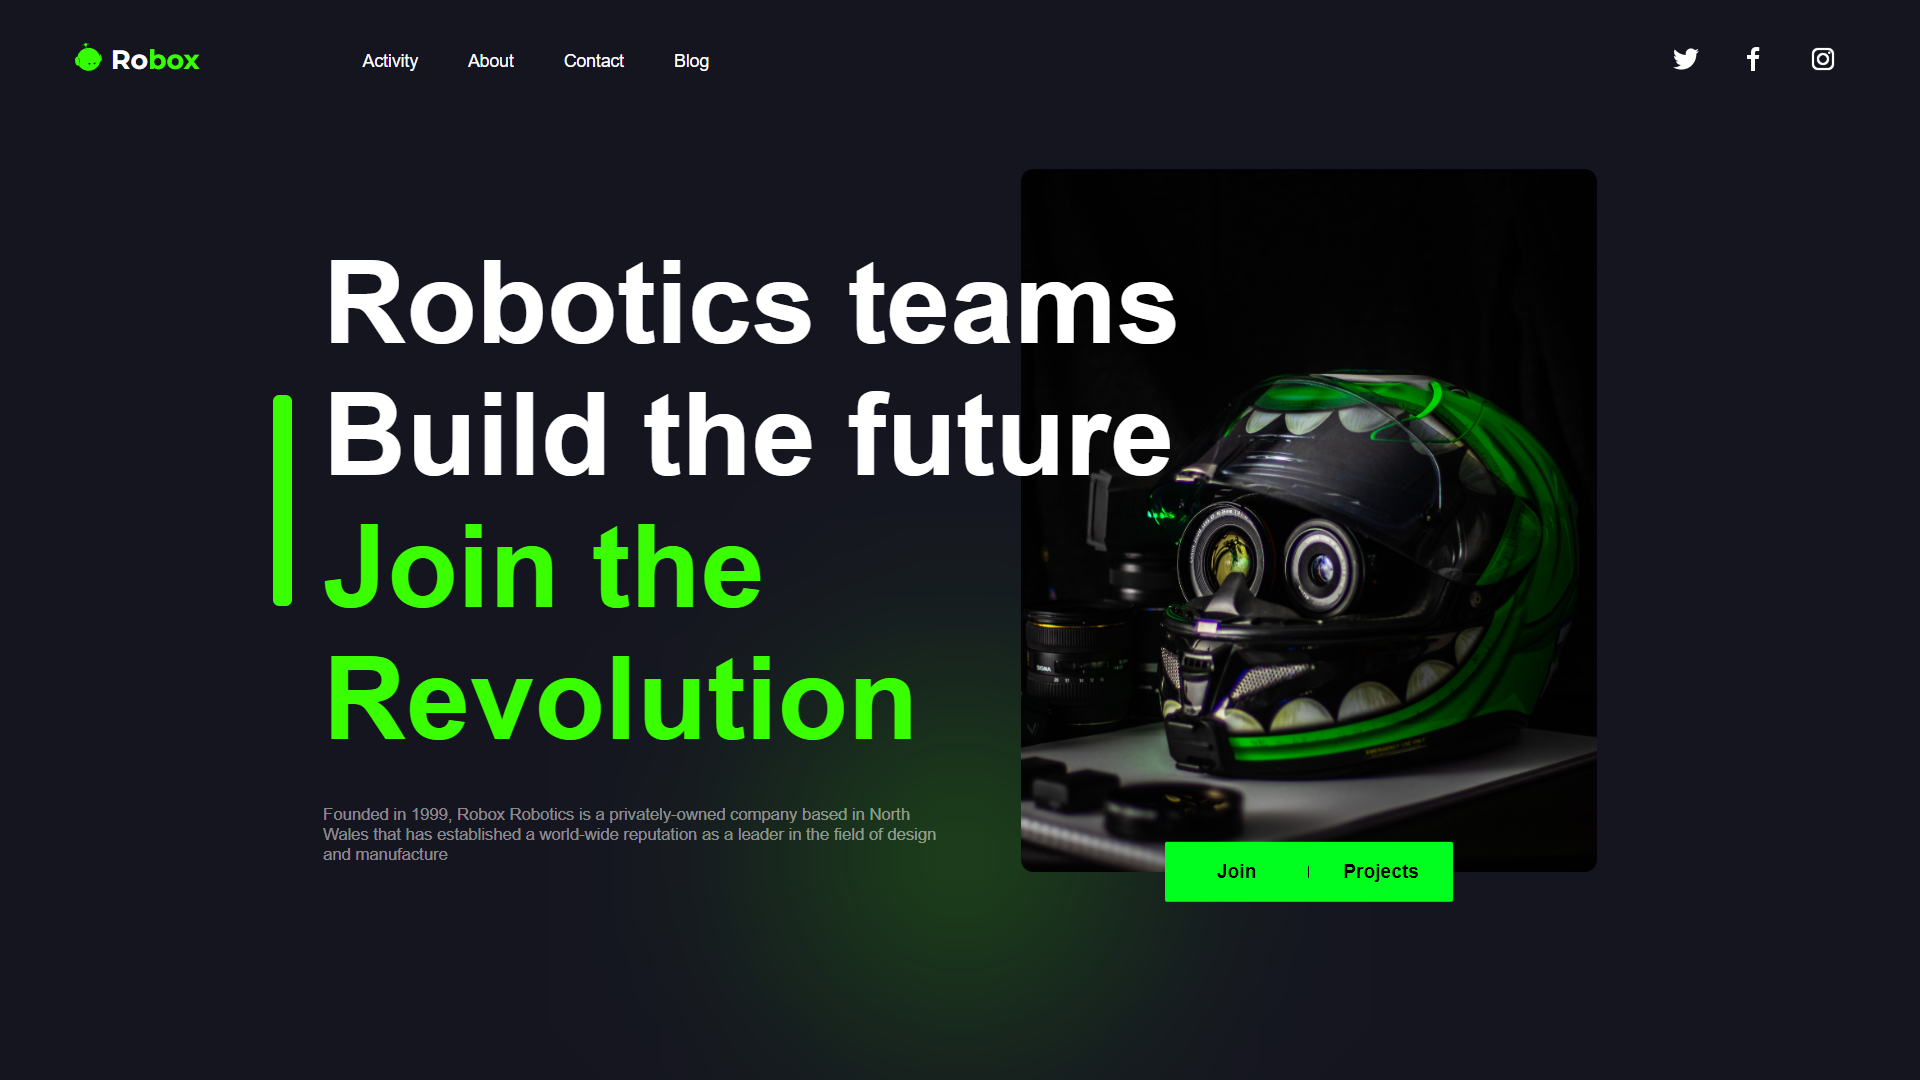 Robox
Activity About Contact Blog
Robotics teams
Build the future
Join the
Revolution
Founded in 1999, Robox Robotics is a privately-owned company based in North
Wales that has established a world-wide reputation as a leader in the field of design
and manufacture
SIGMA
Join | Projects